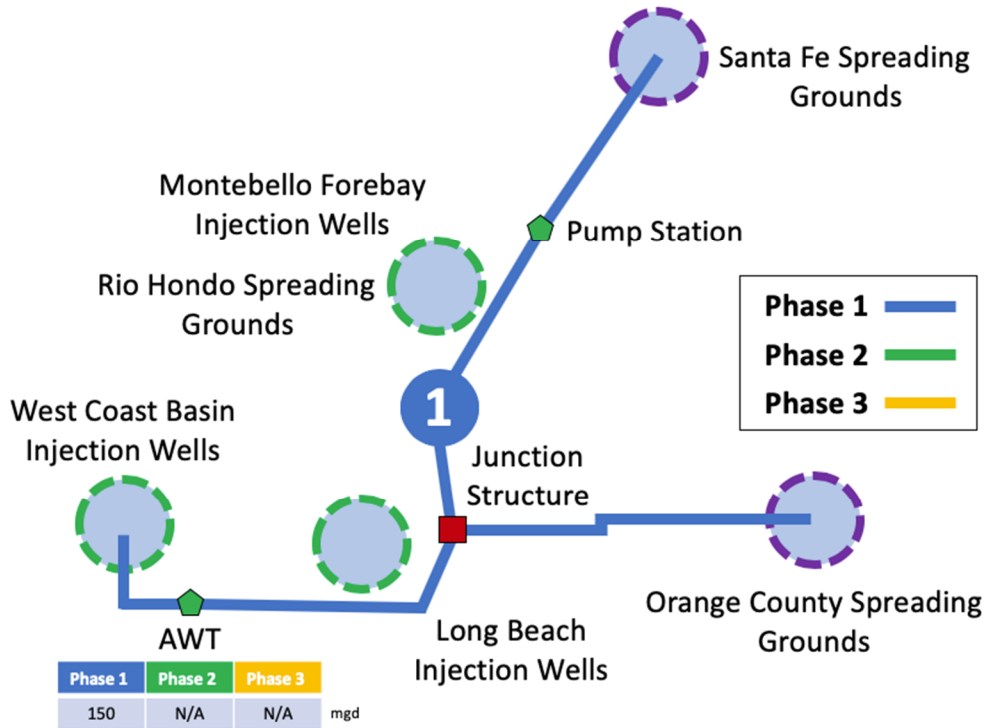 Santa Fe Spreading
Grounds
Montebello Forebay
Injection Wells
Pump Station
Rio Hondo Spreading
Grounds
Phase 1
Phase 2
Phase 3
1
West Coast Basin
Injection Wells
Junction
Structure
Orange County Spreading
Grounds
Long Beach
Injection Wells
AWT
Phase 1 Phase 2 Phase 3
150 N/A N/A mgd